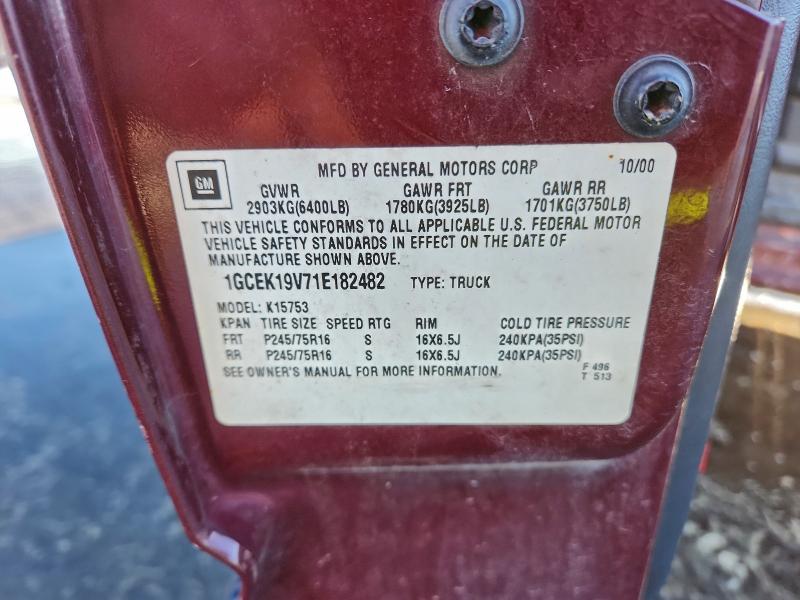 GM
MFD BY GENERAL MOTORS CORP 10/00
GVWR GAWR FRT GAWR RR
2903KG(6400LB) 1780KG(3925LB) 1701KG(3750LB)
THIS VEHICLE CONFORMS TO ALL APPLICABLE U.S. FEDERAL MOTOR
VEHICLE SAFETY STANDARDS IN EFFECT ON THE DATE OF
MANUFACTURE SHOWN ABOVE.
1GCEK19V71E182482 TYPE: TRUCK
MODEL: K15753
KPAN TIRE SIZE SPEED RTG RIM COLD TIRE PRESSURE
FRT P245/75R16 S 16X6.5J 240KPA(35PSI)
RR P245/75R16 S 16X6.5J 240KPA(35PSI)
SEE OWNER'S MANUAL FOR MORE INFORMATION.
F 496
T 513